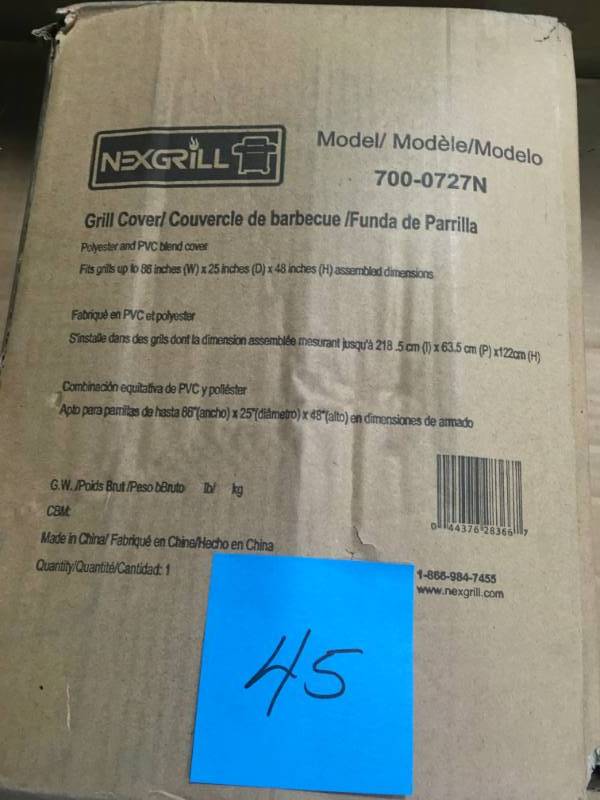 NEXGRILL
Model/ Modèle/Modelo
700-0727N
Grill Cover/ Couvercle de barbecue /Funda de Parrilla
Polyester and PVC blend cover
Fits grills up to 86 inches (W) x 25 inches (D) x 48 inches (H) assembled dimensions
Fabriqué en PVC et polyester
S'installe dans des grils dont la dimension assemblée mesurant jusqu'à 218 .5 cm (l) x 63.5 cm (P) x122cm (H)
Combinación equitativa de PVC y poliéster
Apto para parrillas de hasta 86"(ancho) x 25"(diámetro) x 48"(alto) en dimensiones de armado
G.W. /Poids Brut /Peso bBruto lb/ kg
CBM:
0 44376 28366 7
Made in China/ Fabriqué en Chine/Hecho en China
Quantity/Quantité/Cantidad: 1
1-866-984-7455
www.nexgrill.com
45